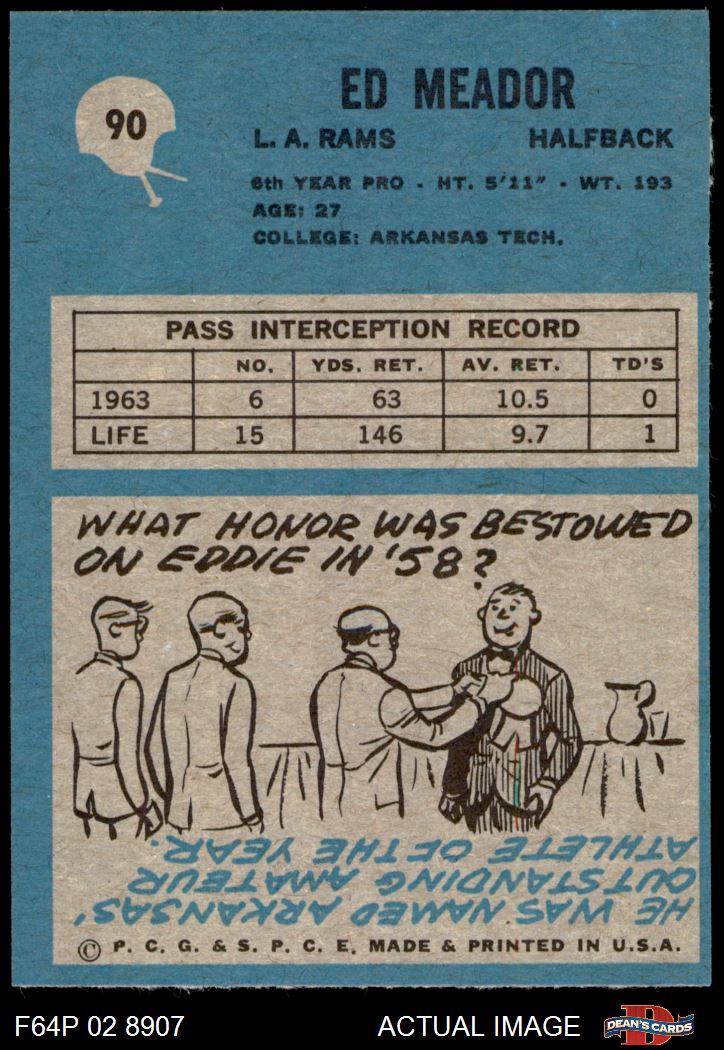 90
ED MEADOR
L. A. RAMS HALFBACK
6th YEAR PRO - HT. 5'11" - WT. 193
AGE: 27
COLLEGE: ARKANSAS TECH.
PASS INTERCEPTION RECORD
NO. YDS. RET. AV. RET. TD'S
1963 6 63 10.5 0
LIFE 15 146 9.7 1
WHAT HONOR WAS BESTOWED
ON EDDIE IN '58?
HE WAS NAMED ARKANSAS'
OUTSTANDING AMATEUR
ATHLETE OF THE YEAR.
© P. C. G. & S. P. C. E. MADE & PRINTED IN U.S.A.
F64P 02 8907 ACTUAL IMAGE D DEAN'S CARDS